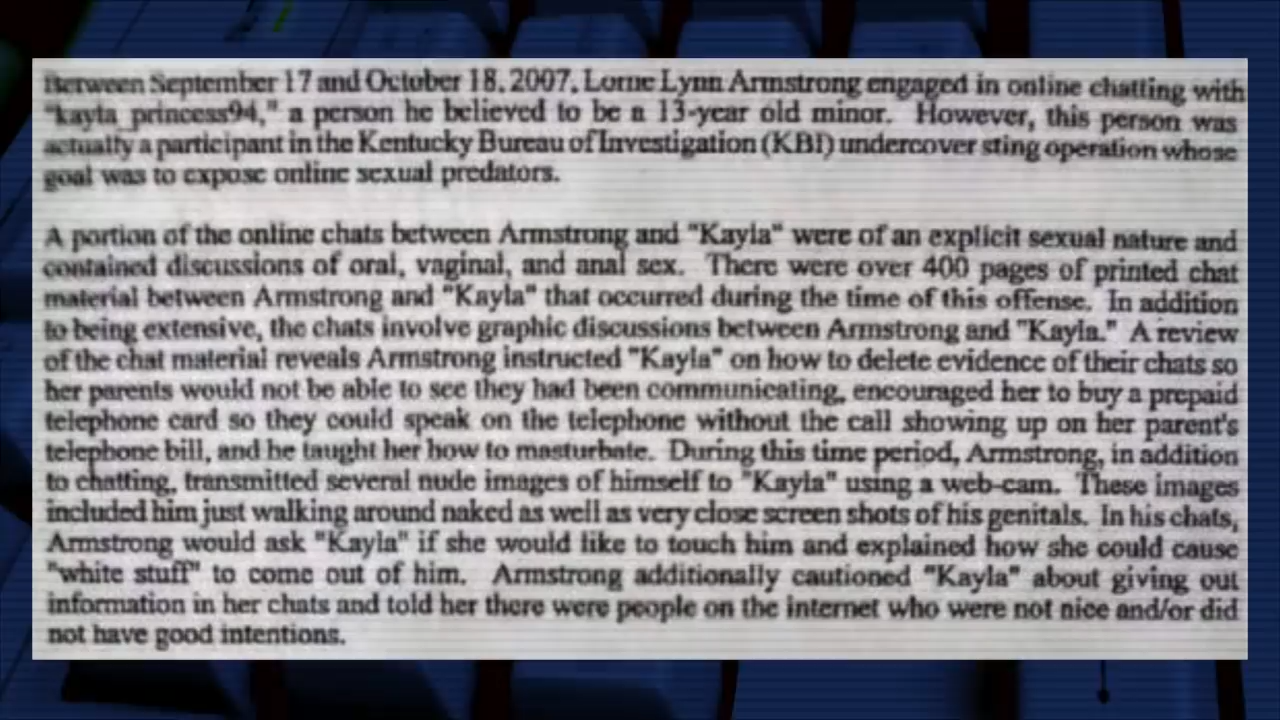 Between September 17 and October 18, 2007, Lorne Lynn Armstrong engaged in online chatting with
"kayla_princess94," a person he believed to be a 13-year old minor. However, this person was
actually a participant in the Kentucky Bureau of Investigation (KBI) undercover sting operation whose
goal was to expose online sexual predators.
A portion of the online chats between Armstrong and "Kayla" were of an explicit sexual nature and
contained discussions of oral, vaginal, and anal sex. There were over 400 pages of printed chat
material between Armstrong and "Kayla" that occurred during the time of this offense. In addition
to being extensive, the chats involve graphic discussions between Armstrong and "Kayla." A review
of the chat material reveals Armstrong instructed "Kayla" on how to delete evidence of their chats so
her parents would not be able to see they had been communicating, encouraged her to buy a prepaid
telephone card so they could speak on the telephone without the call showing up on her parent's
telephone bill, and he taught her how to masturbate. During this time period, Armstrong, in addition
to chatting, transmitted several nude images of himself to "Kayla" using a web-cam. These images
included him just walking around naked as well as very close screen shots of his genitals. In his chats,
Armstrong would ask "Kayla" if she would like to touch him and explained how she could cause
"white stuff" to come out of him. Armstrong additionally cautioned "Kayla" about giving out
information in her chats and told her there were people on the internet who were not nice and/or did
not have good intentions.